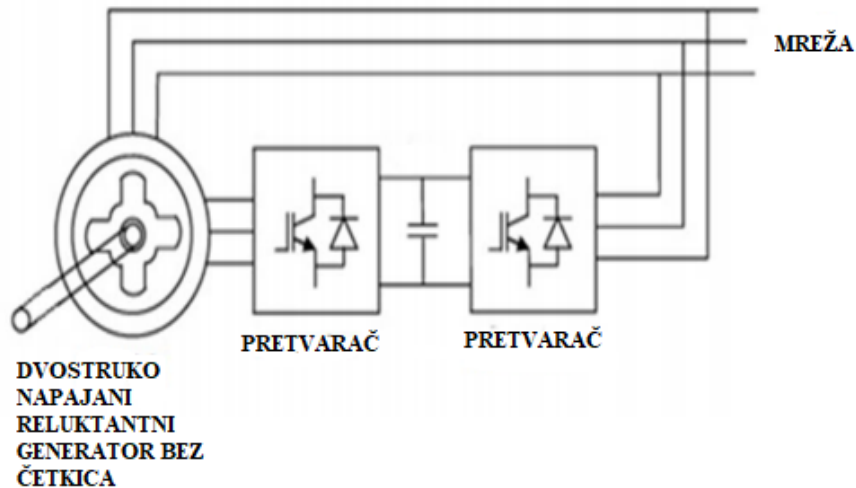 MREŽA
PRETVARAČ
PRETVARAČ
DVOSTRUKO
NAPAJANI
RELUKTANTNI
GENERATOR BEZ
ČETKICA